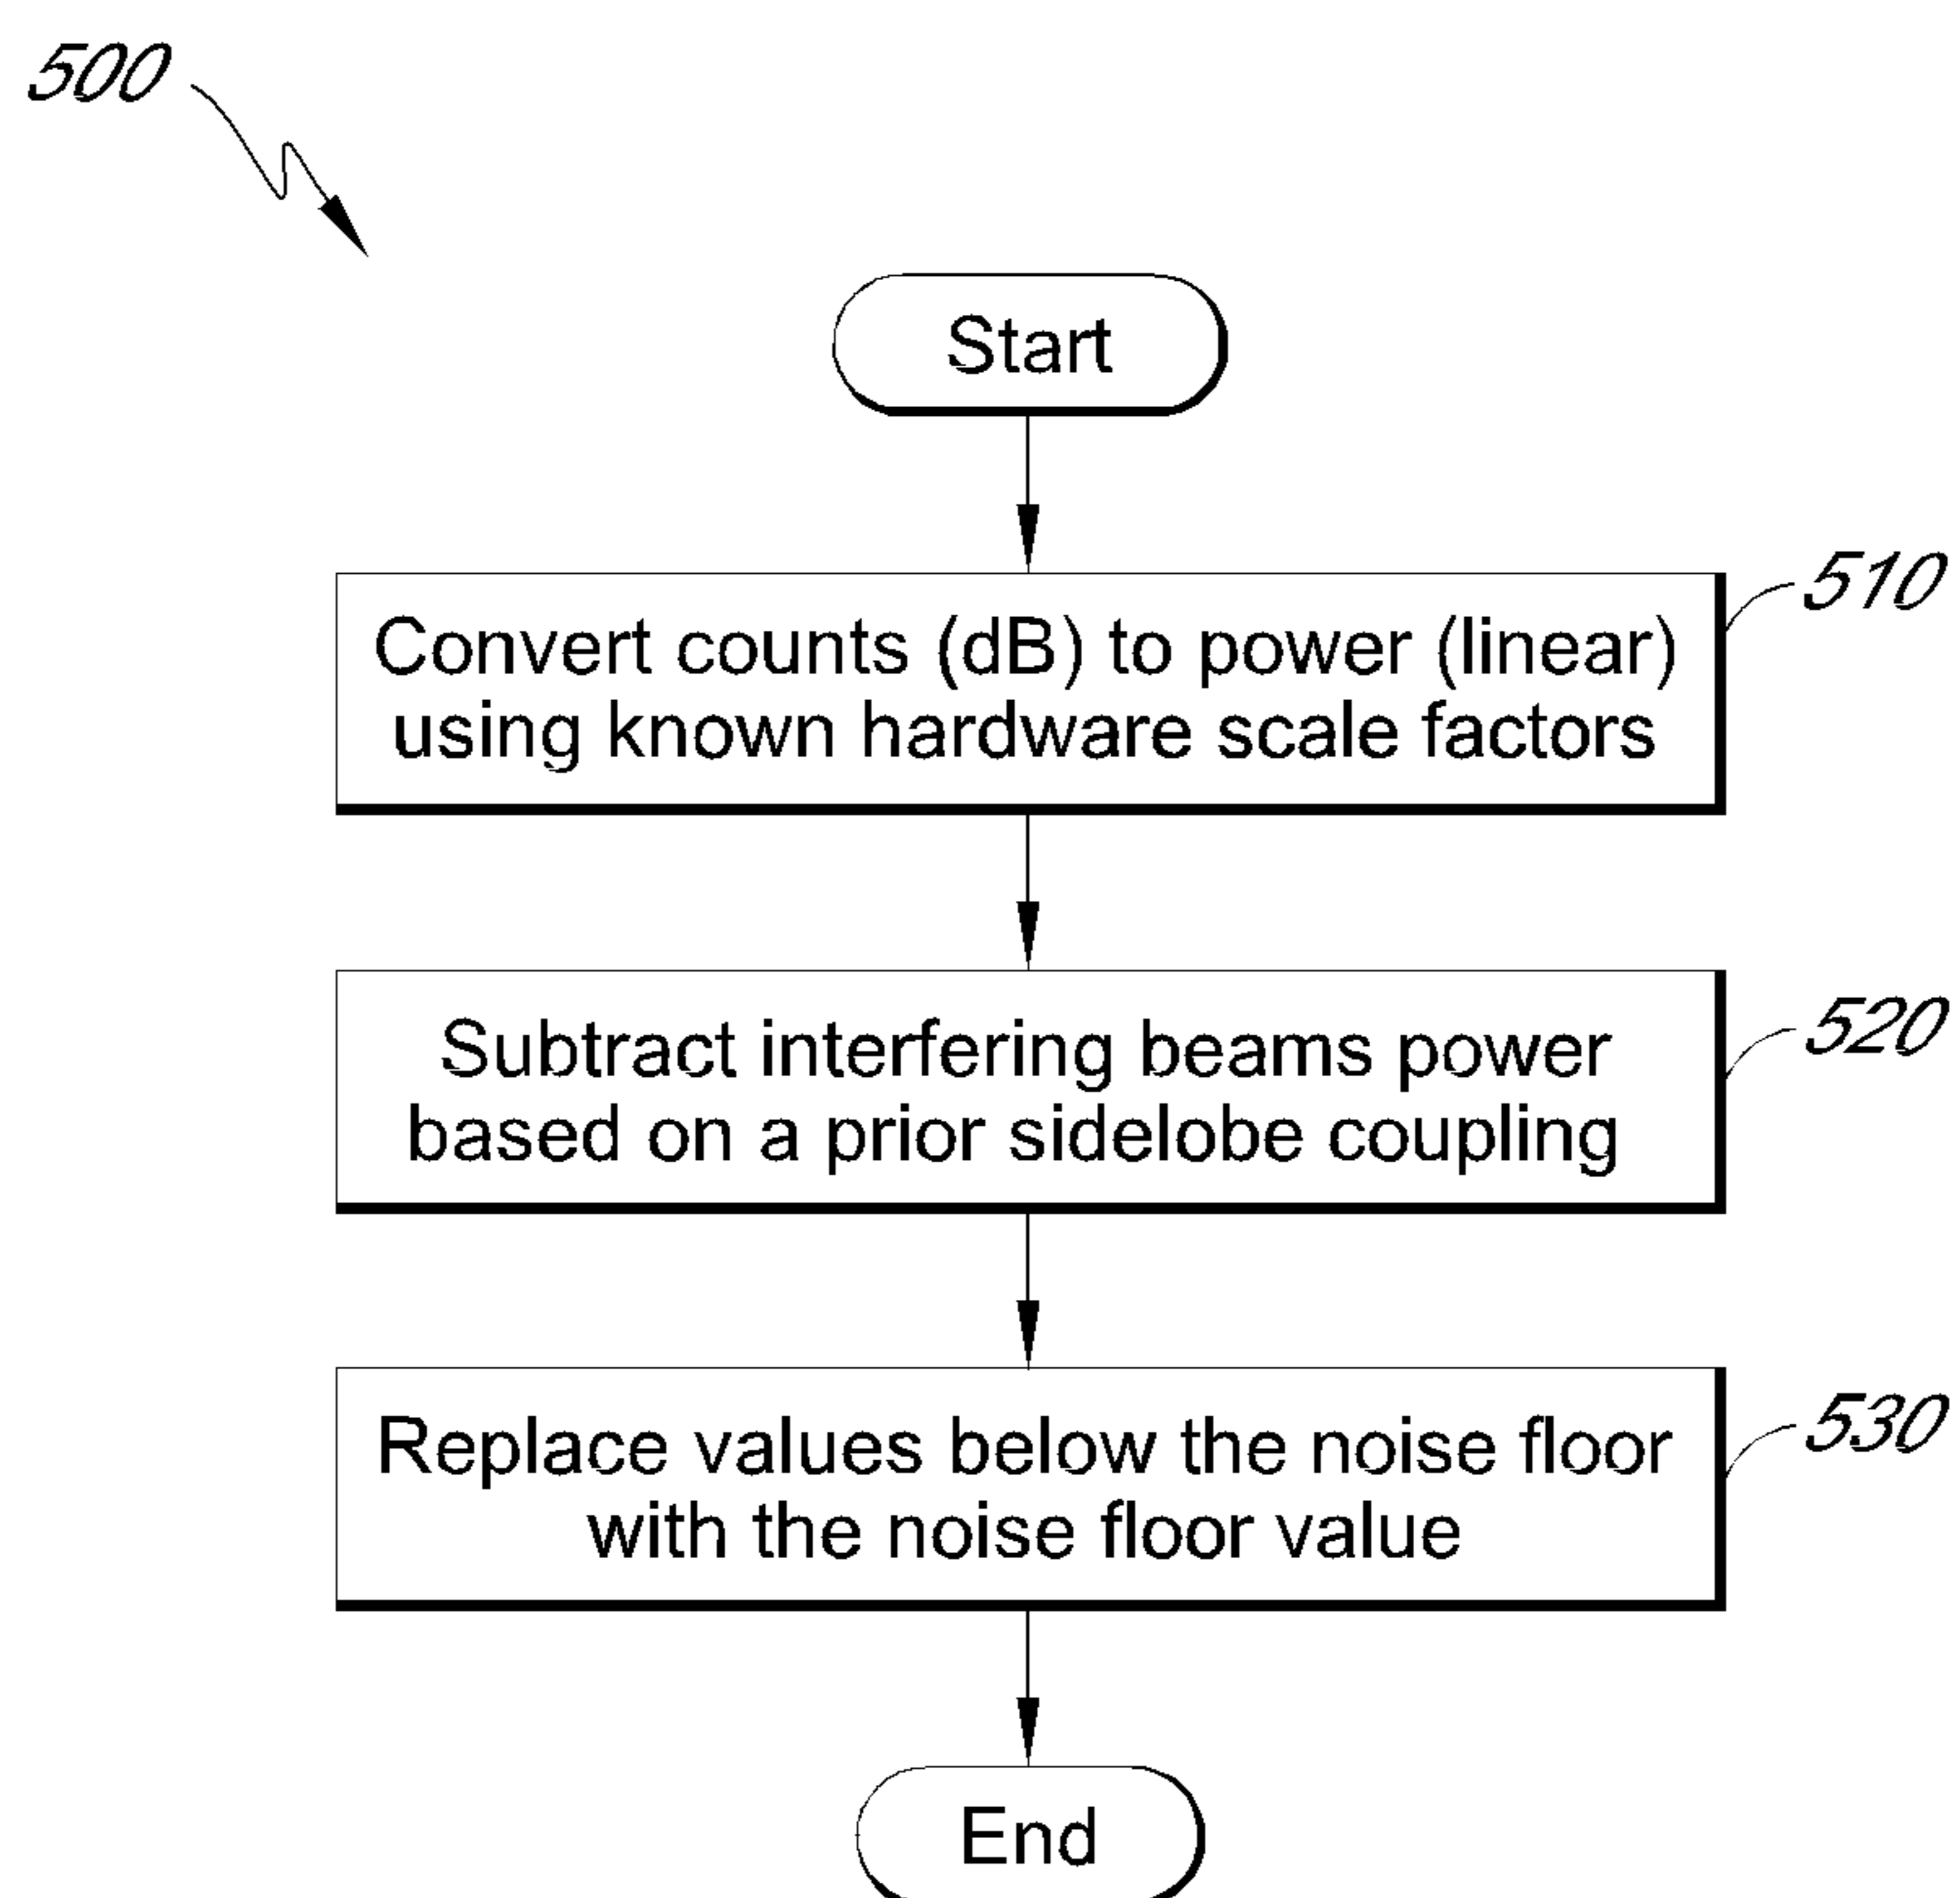 500
Start
Convert counts (dB) to power (linear)
using known hardware scale factors
510
Subtract interfering beams power
based on a prior sidelobe coupling
520
Replace values below the noise floor
with the noise floor value
530
End